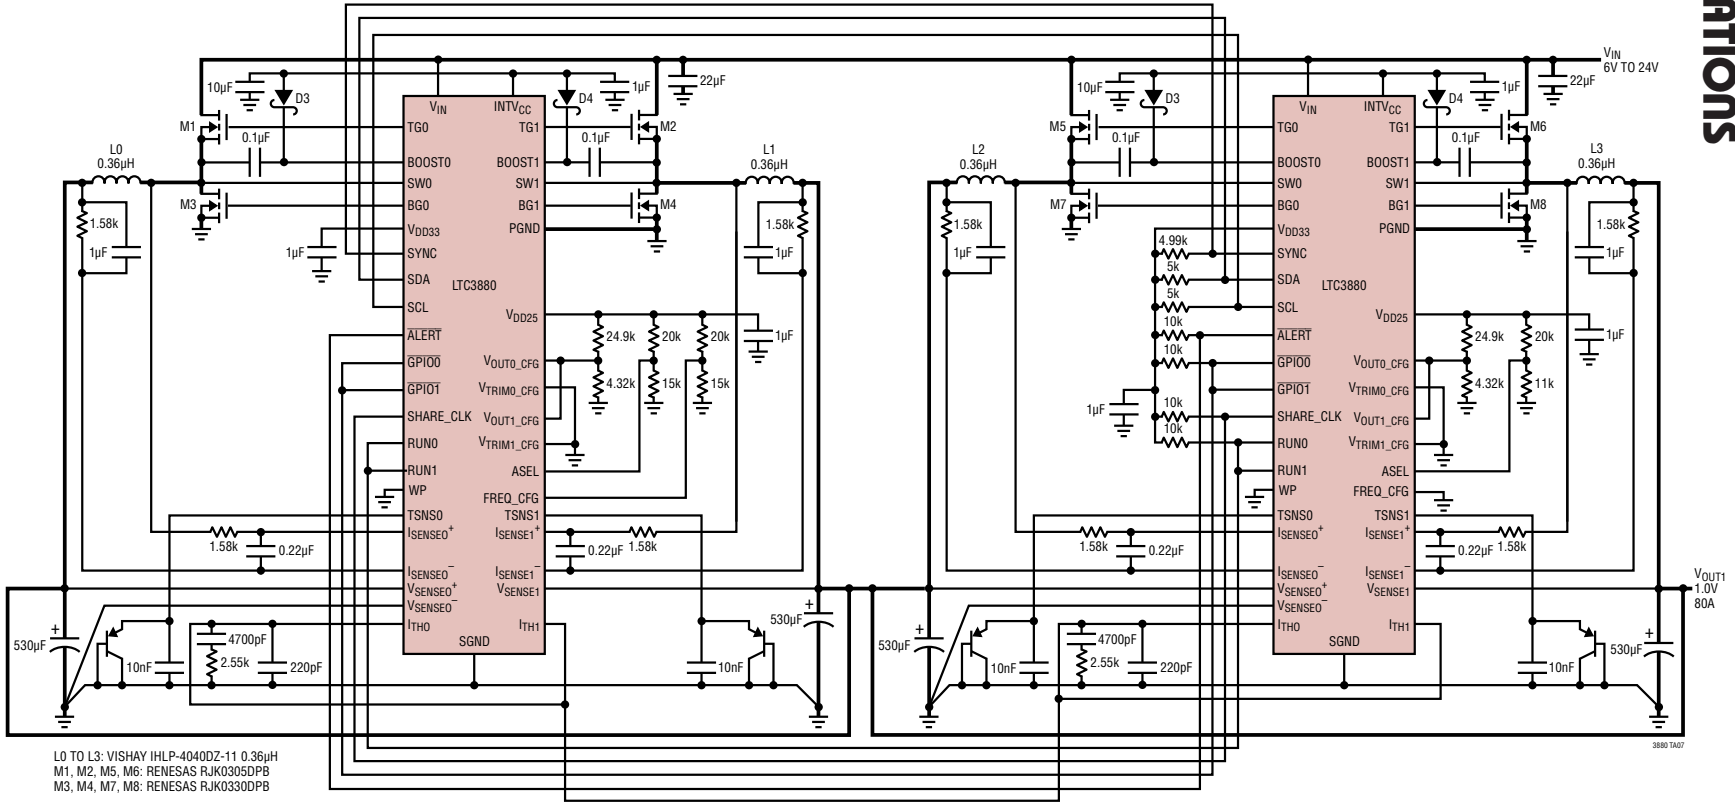 ATIONS
VIN
6V TO 24V
10µF
D3
D4
1µF
22µF
VIN
INTVCC
M1
TG0
TG1
M2
0.1µF
0.1µF
L0
0.36µH
BOOST0
BOOST1
L1
0.36µH
SW0
SW1
M3
BG0
BG1
M4
1.58k
1µF
VDD33
PGND
1.58k
1µF
1µF
SYNC
SDA
LTC3880
SCL
VDD25
ALERT
24.9k
20k
20k
1µF
GPIO0
VOUT0_CFG
GPIO1
VTRIM0_CFG
4.32k
15k
15k
SHARE_CLK
VOUT1_CFG
RUN0
VTRIM1_CFG
RUN1
ASEL
WP
FREQ_CFG
TSNS0
TSNS1
ISENSE0+
ISENSE1+
1.58k
0.22µF
0.22µF
1.58k
ISENSE0–
ISENSE1–
VSENSE0+
VSENSE1
VSENSE0–
ITH0
ITH1
530µF
+
10nF
4700pF
2.55k
220pF
SGND
10nF
530µF
+
10µF
D3
D4
1µF
22µF
VIN
INTVCC
M5
TG0
TG1
M6
0.1µF
0.1µF
L2
0.36µH
BOOST0
BOOST1
L3
0.36µH
SW0
SW1
M7
BG0
BG1
M8
1.58k
1µF
VDD33
PGND
1.58k
1µF
4.99k
SYNC
5k
SDA
LTC3880
5k
SCL
VDD25
10k
ALERT
24.9k
20k
1µF
10k
GPIO0
VOUT0_CFG
GPIO1
VTRIM0_CFG
4.32k
11k
1µF
10k
SHARE_CLK
VOUT1_CFG
10k
RUN0
VTRIM1_CFG
RUN1
ASEL
WP
FREQ_CFG
TSNS0
TSNS1
ISENSE0+
ISENSE1+
1.58k
0.22µF
0.22µF
1.58k
ISENSE0–
ISENSE1–
VSENSE0+
VSENSE1
VSENSE0–
ITH0
ITH1
VOUT1
1.0V
80A
530µF
+
10nF
4700pF
2.55k
220pF
SGND
10nF
530µF
+
3880 TA07
L0 TO L3: VISHAY IHLP-4040DZ-11 0.36µH
M1, M2, M5, M6: RENESAS RJK0305DPB
M3, M4, M7, M8: RENESAS RJK0330DPB